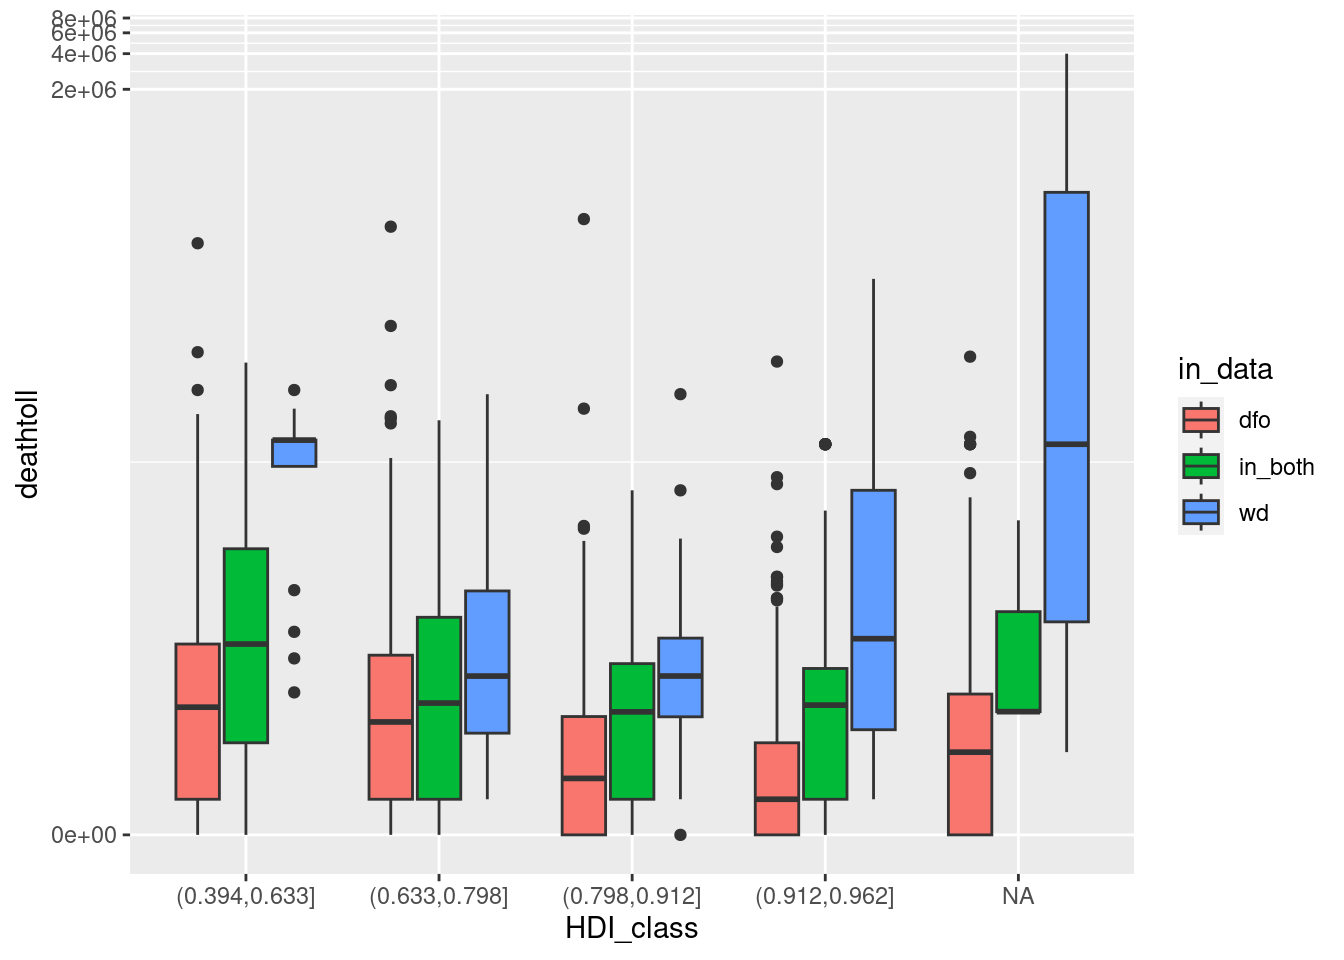 8e+06
6e+06
4e+06
2e+06
0e+00
deathtoll
(0.394,0.633]
(0.633,0.798]
(0.798,0.912]
(0.912,0.962]
NA
HDI_class
in_data
dfo
in_both
wd